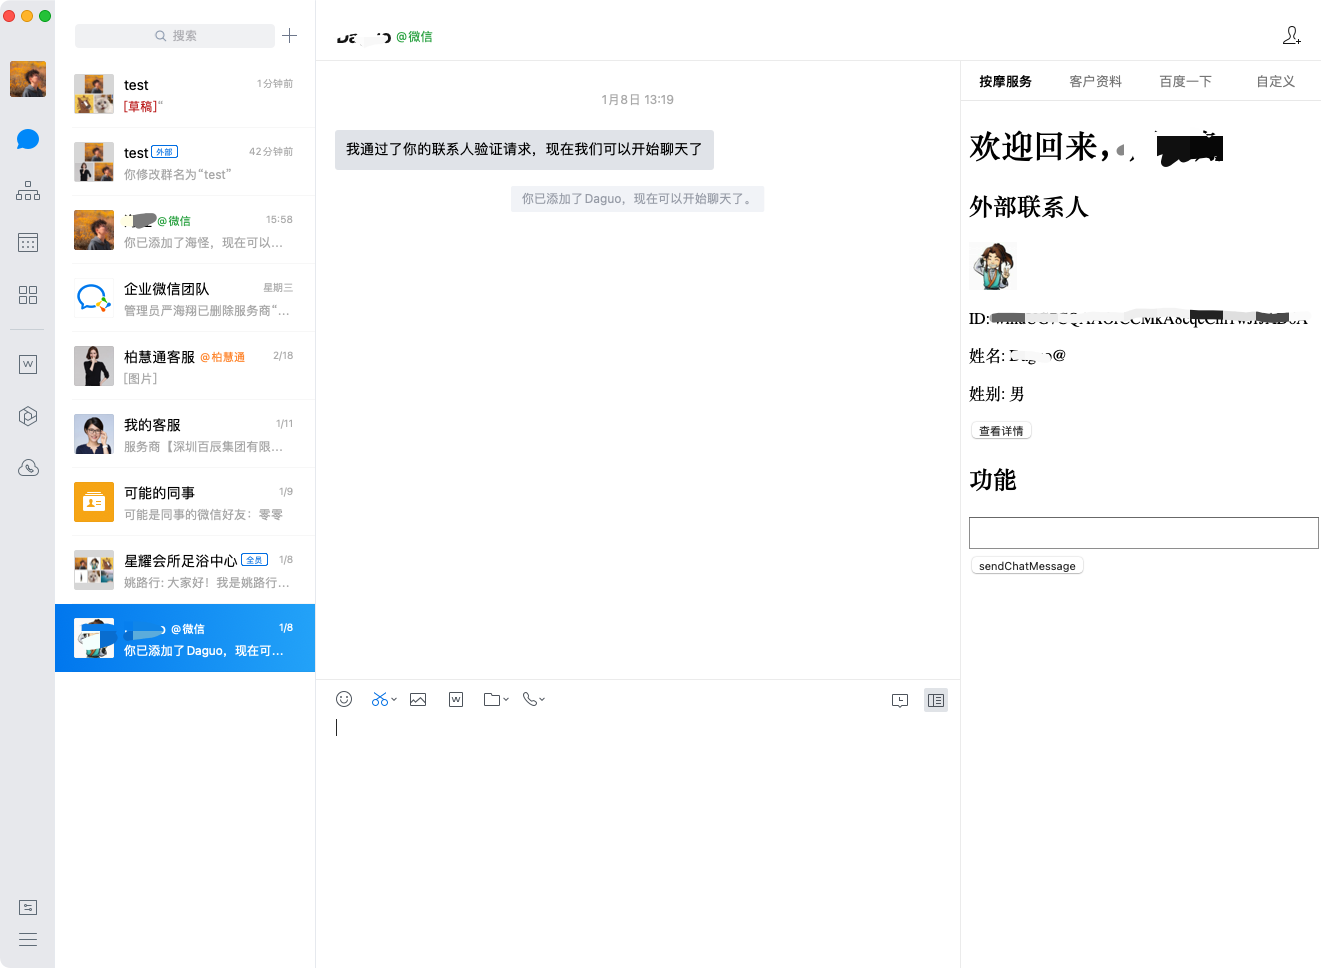 搜索
test
1分钟前
[草稿]“
test 外部
42分钟前
你修改群名为“test”
@微信
15:58
你已添加了海怪，现在可以...
企业微信团队
星期三
管理员严海翔已删除服务商“...
柏慧通客服 @柏慧通
2/18
[图片]
我的客服
1/11
服务商【深圳百辰集团有限...
可能的同事
1/9
可能是同事的微信好友：零零
星耀会所足浴中心 全员
1/8
姚路行: 大家好！我是姚路行...
@微信
1/8
你已添加了Daguo，现在可...
@微信
1月8日 13:19
我通过了你的联系人验证请求，现在我们可以开始聊天了
你已添加了Daguo，现在可以开始聊天了。
按摩服务 客户资料 百度一下 自定义
欢迎回来，
外部联系人
ID:
姓名: @
姓别: 男
查看详情
功能
sendChatMessage